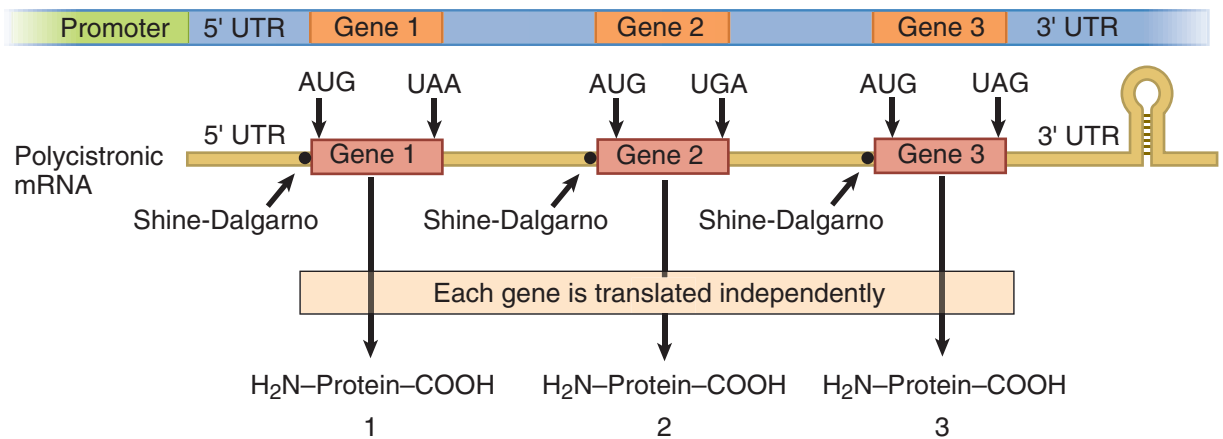 Promoter 5' UTR Gene 1 Gene 2 Gene 3 3' UTR
AUG UAA AUG UGA AUG UAG
5' UTR Gene 1 Gene 2 Gene 3 3' UTR
Polycistronic
mRNA
Shine-Dalgarno Shine-Dalgarno Shine-Dalgarno
Each gene is translated independently
H₂N–Protein–COOH H₂N–Protein–COOH H₂N–Protein–COOH
1 2 3